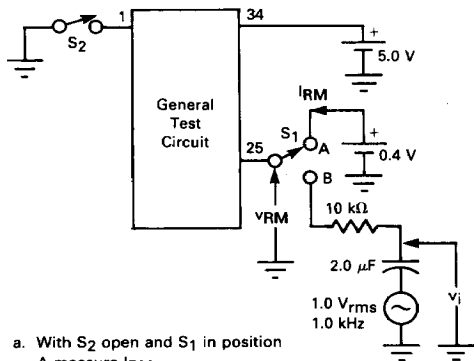 1
34
S2
+
5.0 V
General
Test
Circuit
IRM
S1
A
+
0.4 V
25
B
VRM
10 kΩ
2.0 μF
Vi
1.0 Vrms
1.0 kHz
a. With S2 open and S1 in position